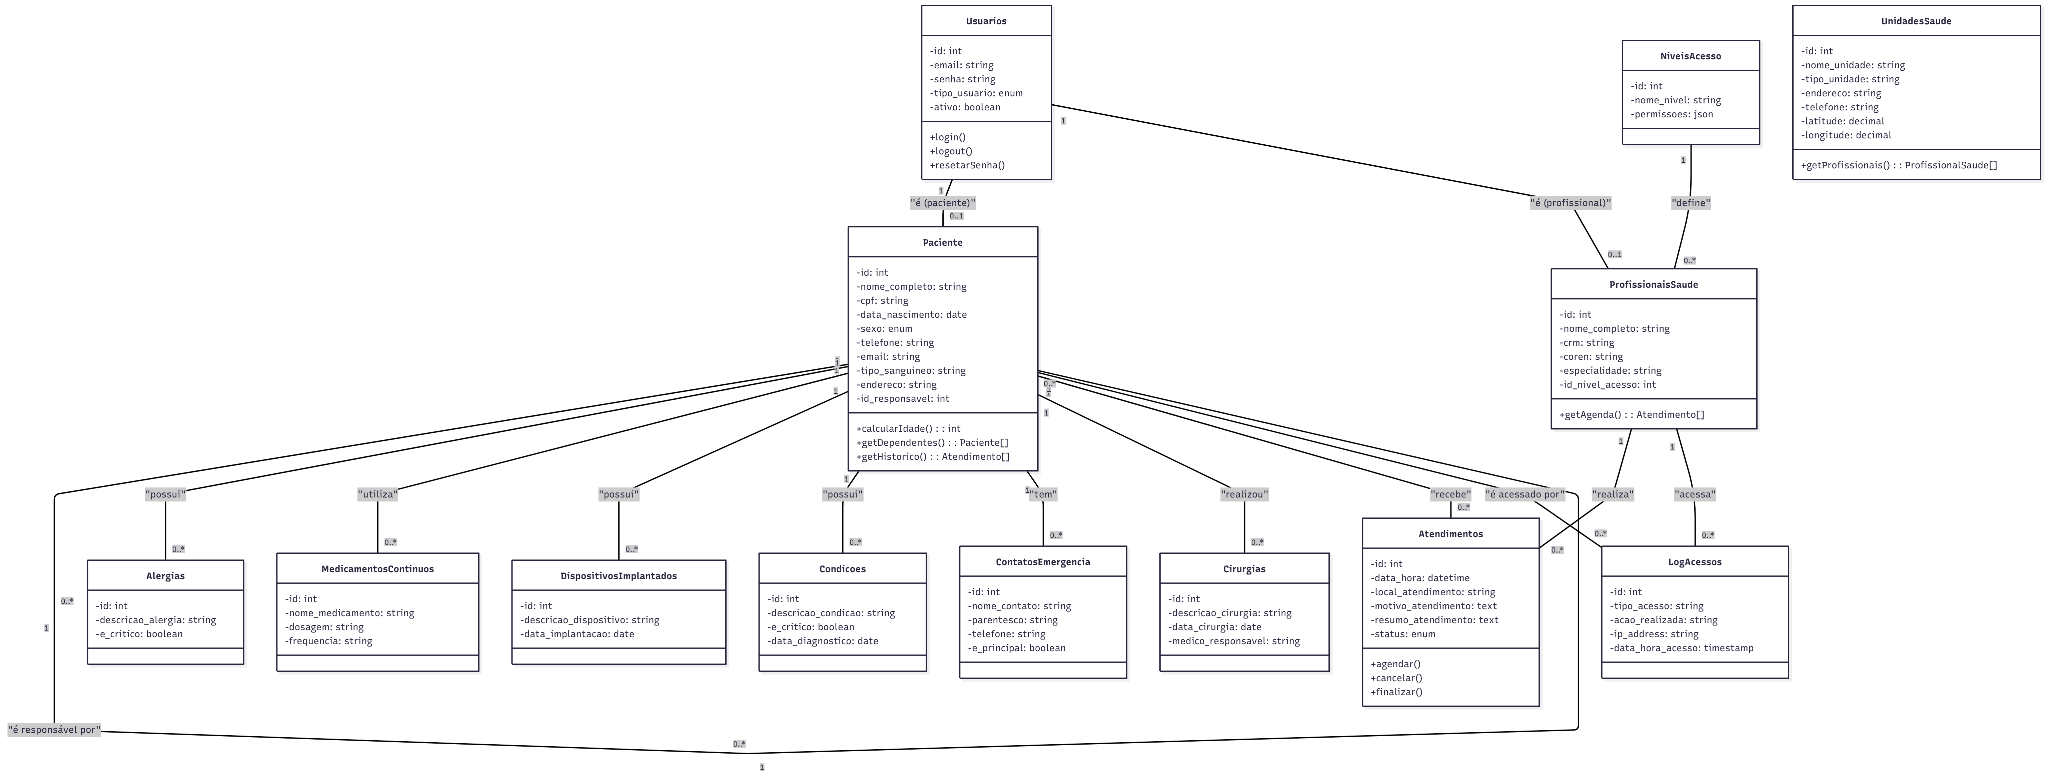 Usuarios
-id: int
-email: string
-senha: string
-tipo_usuario: enum
-ativo: boolean
+login()
+logout()
+resetarSenha()
NiveisAcesso
-id: int
-nome_nivel: string
-permissoes: json
UnidadesSaude
-id: int
-nome_unidade: string
-tipo_unidade: string
-endereco: string
-telefone: string
-latitude: decimal
-longitude: decimal
+getProfissionais() : : ProfissionalSaude[]
1
1
1
"é (paciente)"
"é (profissional)"
"define"
0..1
0..1
0..*
Paciente
-id: int
-nome_completo: string
-cpf: string
-data_nascimento: date
-sexo: enum
-telefone: string
-email: string
-tipo_sanguineo: string
-endereco: string
-id_responsavel: int
+calcularIdade() : : int
+getDependentes() : : Paciente[]
+getHistorico() : : Atendimento[]
ProfissionaisSaude
-id: int
-nome_completo: string
-crm: string
-coren: string
-especialidade: string
-id_nivel_acesso: int
+getAgenda() : : Atendimento[]
1
1
1
0..*
1
1
1
1
1
1
"possui"
"utiliza"
"possui"
"possui"
"tem"
"realizou"
"recebe"
"é acessado por"
"realiza"
"acessa"
0..*
0..*
0..*
0..*
0..*
0..*
0..*
0..*
0..*
0..*
Alergias
-id: int
-descricao_alergia: string
-e_critico: boolean
MedicamentosContinuos
-id: int
-nome_medicamento: string
-dosagem: string
-frequencia: string
DispositivosImplantados
-id: int
-descricao_dispositivo: string
-data_implantacao: date
Condicoes
-id: int
-descricao_condicao: string
-e_critico: boolean
-data_diagnostico: date
ContatosEmergencia
-id: int
-nome_contato: string
-parentesco: string
-telefone: string
-e_principal: boolean
Cirurgias
-id: int
-descricao_cirurgia: string
-data_cirurgia: date
-medico_responsavel: string
Atendimentos
-id: int
-data_hora: datetime
-local_atendimento: string
-motivo_atendimento: text
-resumo_atendimento: text
-status: enum
+agendar()
+cancelar()
+finalizar()
LogAcessos
-id: int
-tipo_acesso: string
-acao_realizada: string
-ip_address: string
-data_hora_acesso: timestamp
0..*
1
"é responsável por"
0..*
1